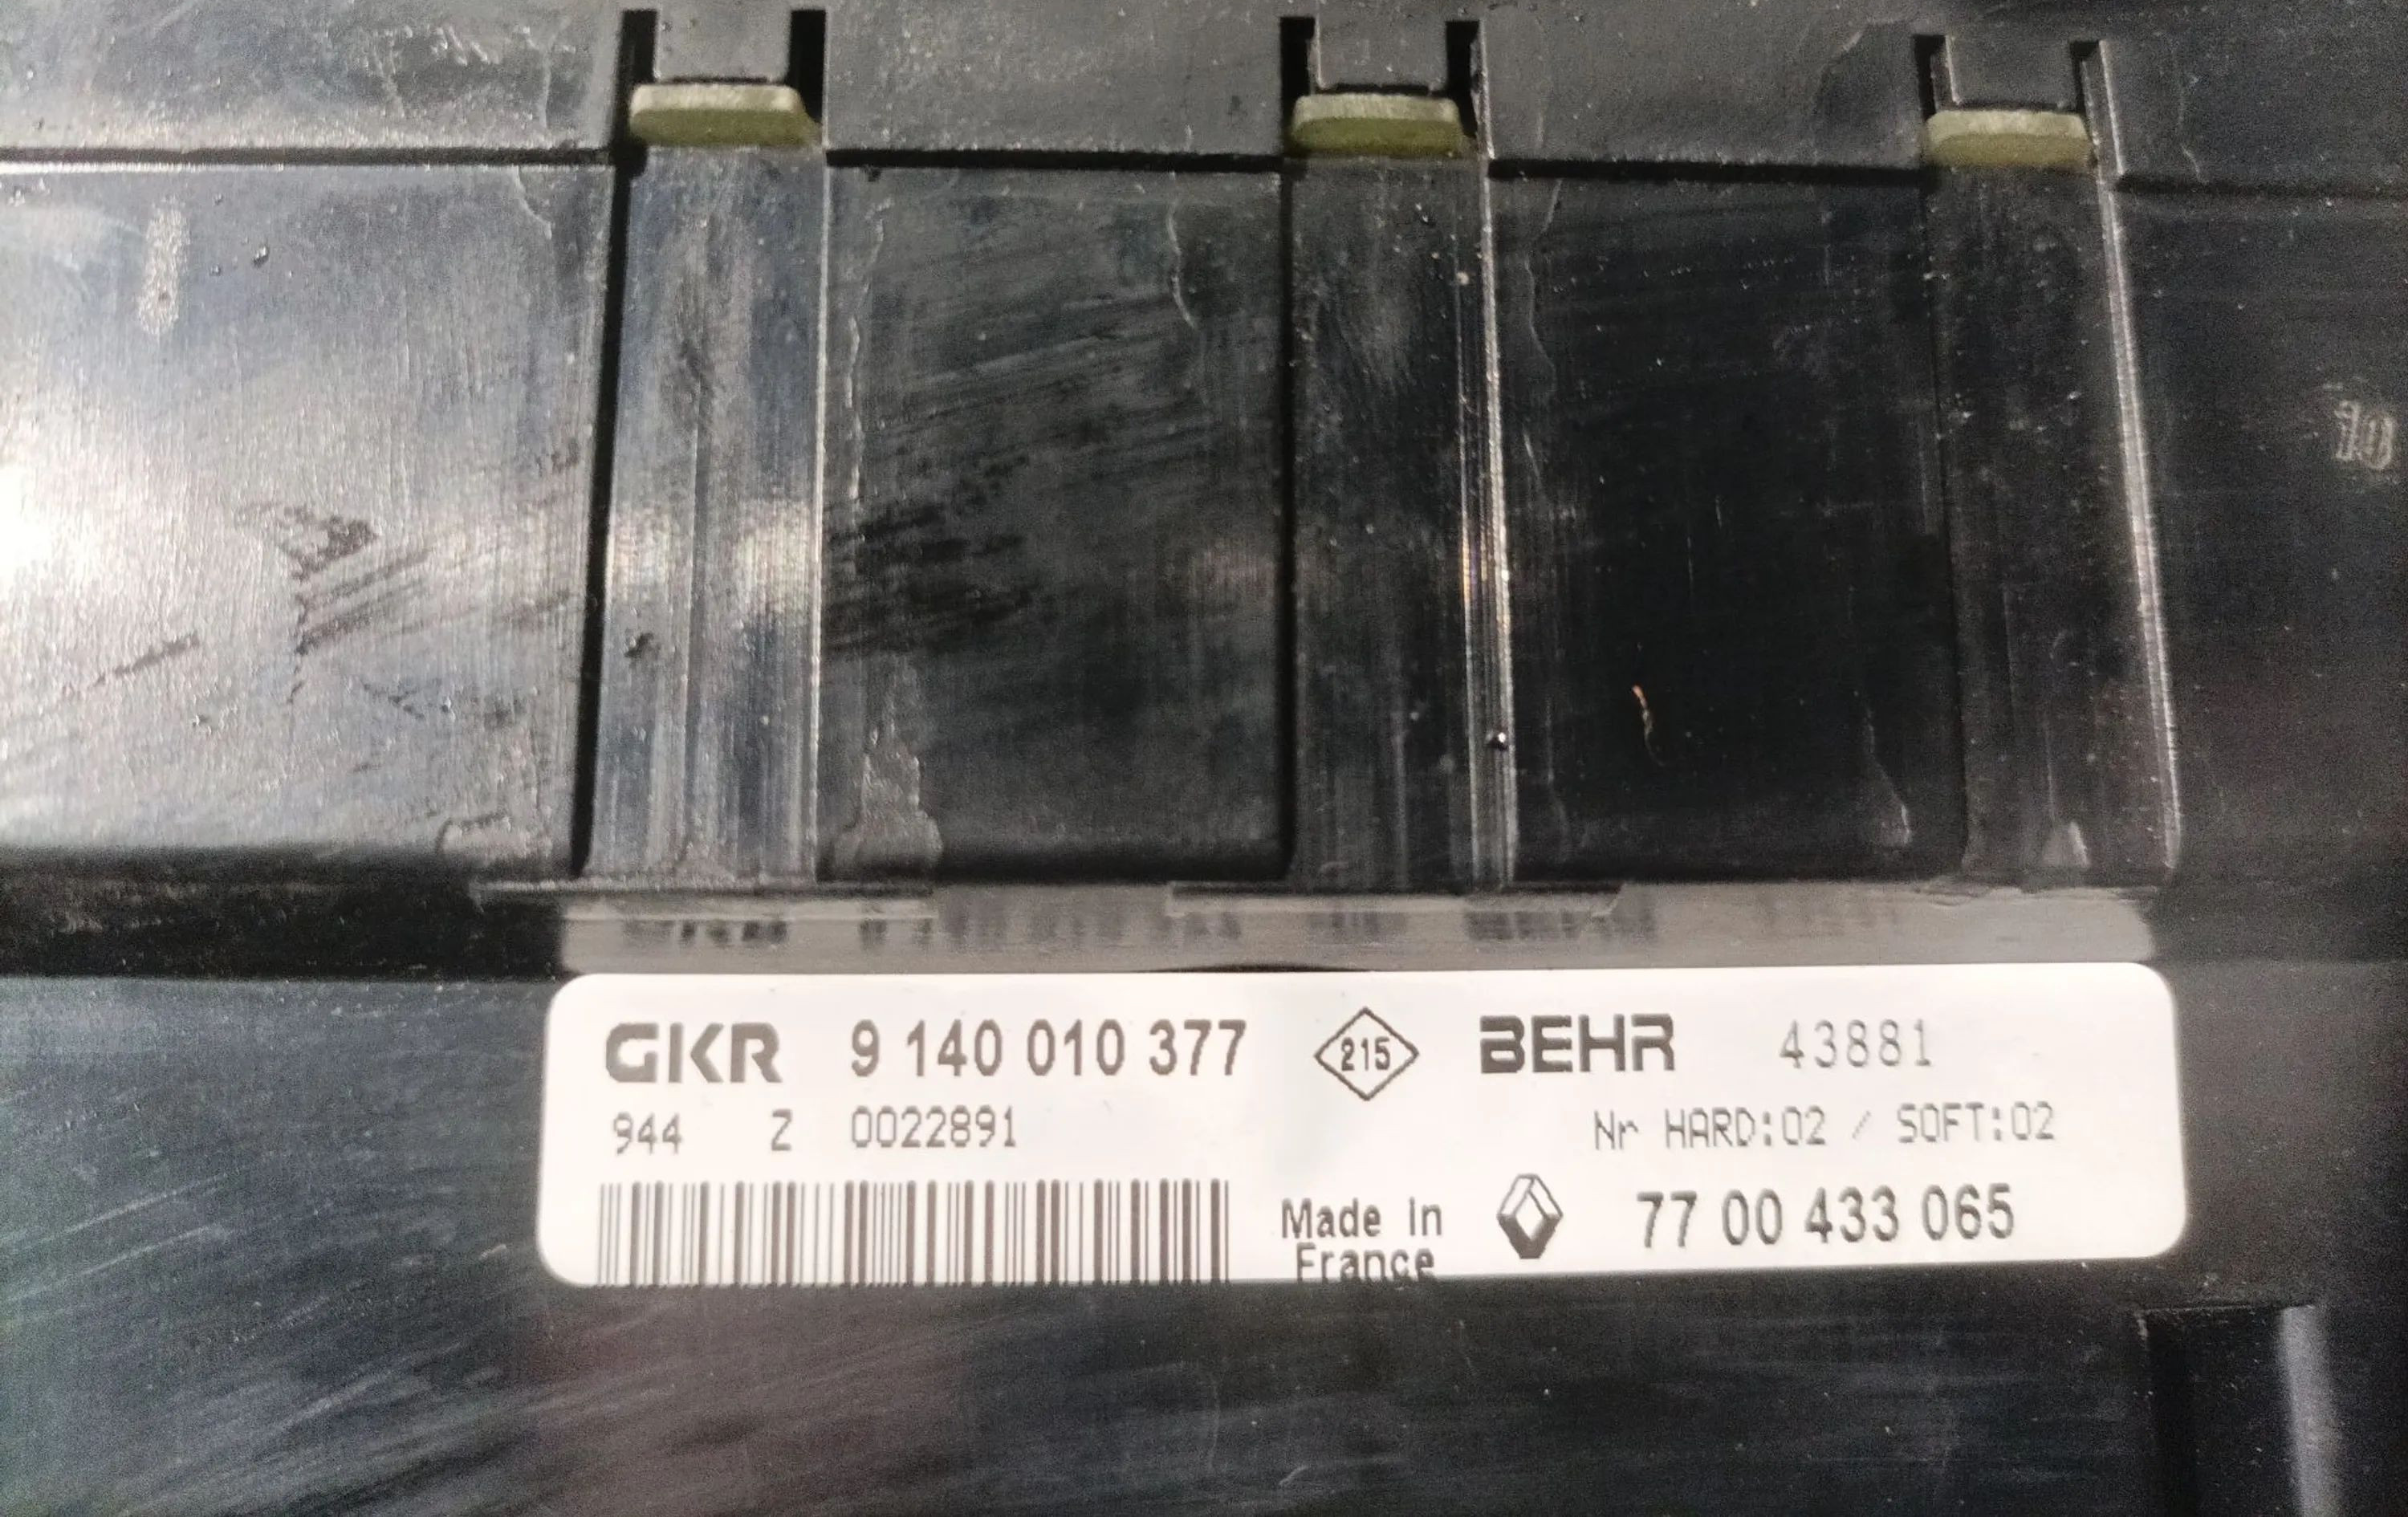 10
GKR 9 140 010 377 215 BEHR 43881
944 Z 0022891 Nr HARD:02 / SOFT:02
Made in 77 00 433 065
France